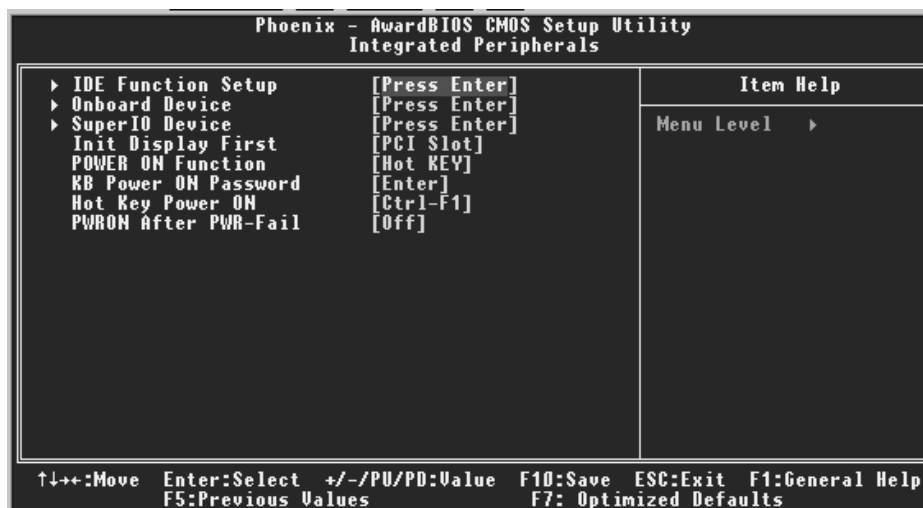 Phoenix - AwardBIOS CMOS Setup Utility
Integrated Peripherals
▶ IDE Function Setup [Press Enter]
▶ Onboard Device [Press Enter]
▶ SuperIO Device [Press Enter]
Init Display First [PCI Slot]
POWER ON Function [Hot KEY]
KB Power ON Password [Enter]
Hot Key Power ON [Ctrl-F1]
PWRON After PWR-Fail [Off]
Item Help
Menu Level ▶
↑↓→←:Move Enter:Select +/-/PU/PD:Value F10:Save ESC:Exit F1:General Help
F5:Previous Values F7: Optimized Defaults